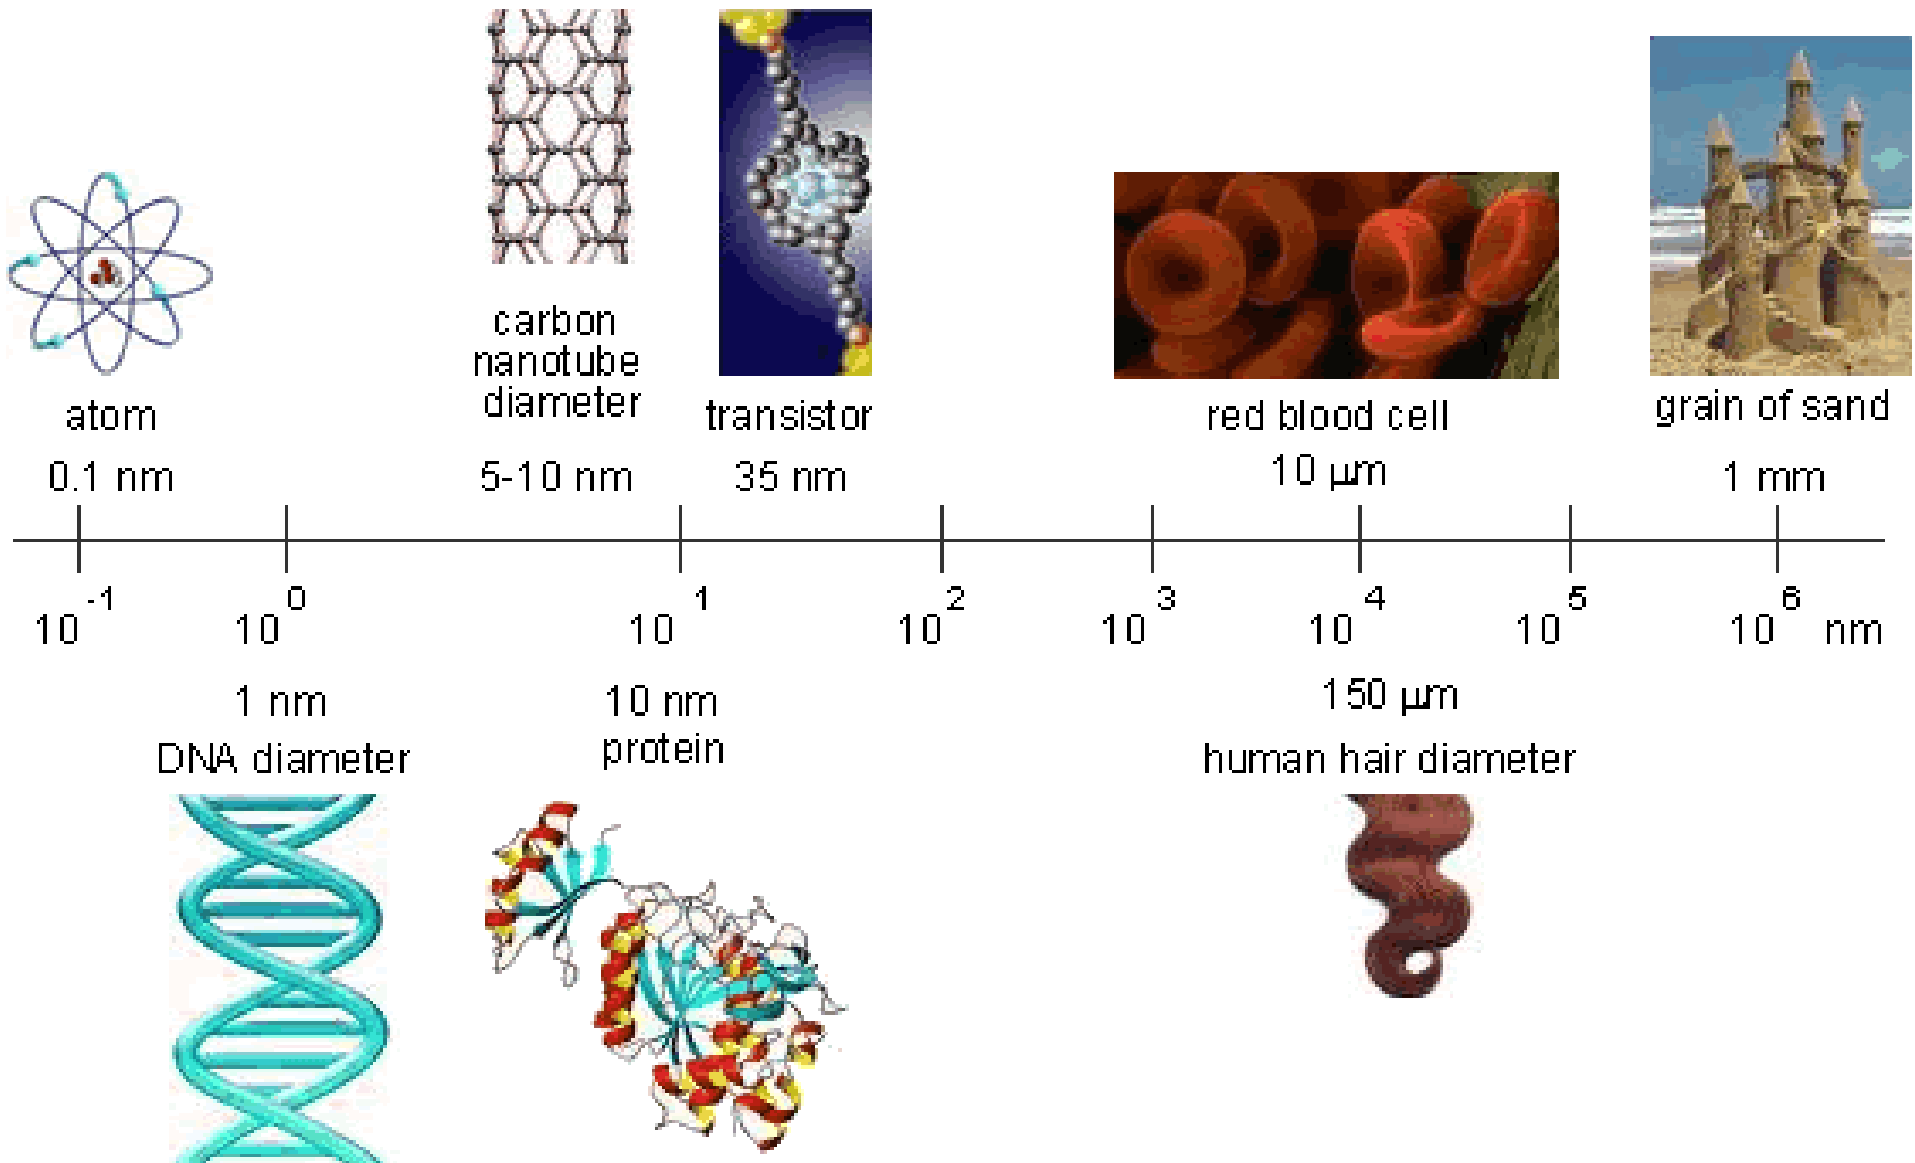 carbon
nanotube
diameter
atom
transistor
red blood cell
grain of sand
0.1 nm
5-10 nm
35 nm
10 μm
1 mm
10⁻¹
10⁰
10¹
10²
10³
10⁴
10⁵
10⁶ nm
1 nm
DNA diameter
10 nm
protein
150 μm
human hair diameter